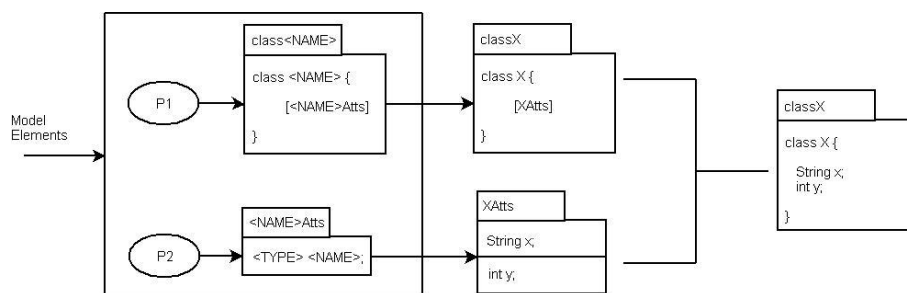 Model
Elements
P1
class<NAME>
class <NAME> {
[<NAME>Atts]
}
classX
class X {
[XAtts]
}
P2
<NAME>Atts
<TYPE> <NAME>;
XAtts
String x;
int y;
classX
class X {
String x;
int y;
}